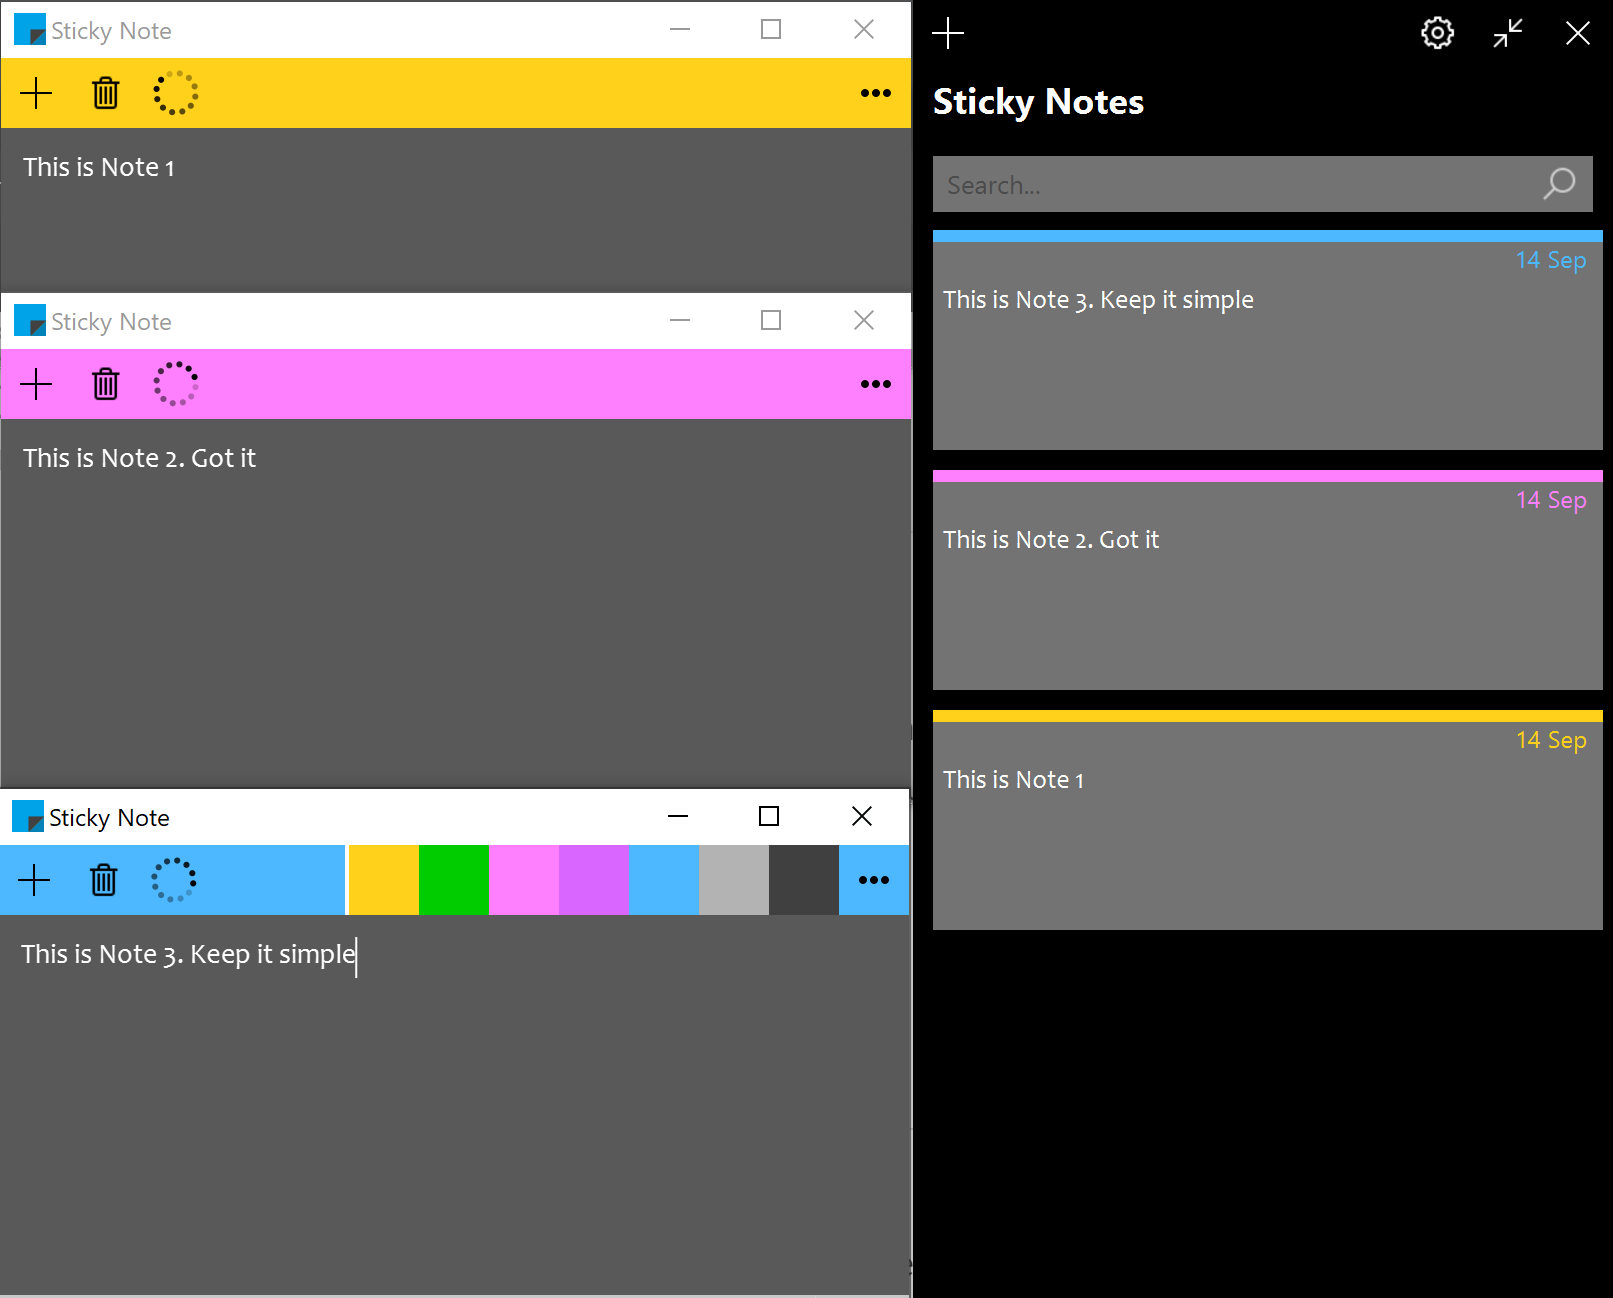 Sticky Note
This is Note 1
Sticky Note
This is Note 2. Got it
Sticky Note
This is Note 3. Keep it simple
Sticky Notes
Search...
14 Sep
This is Note 3. Keep it simple
14 Sep
This is Note 2. Got it
14 Sep
This is Note 1